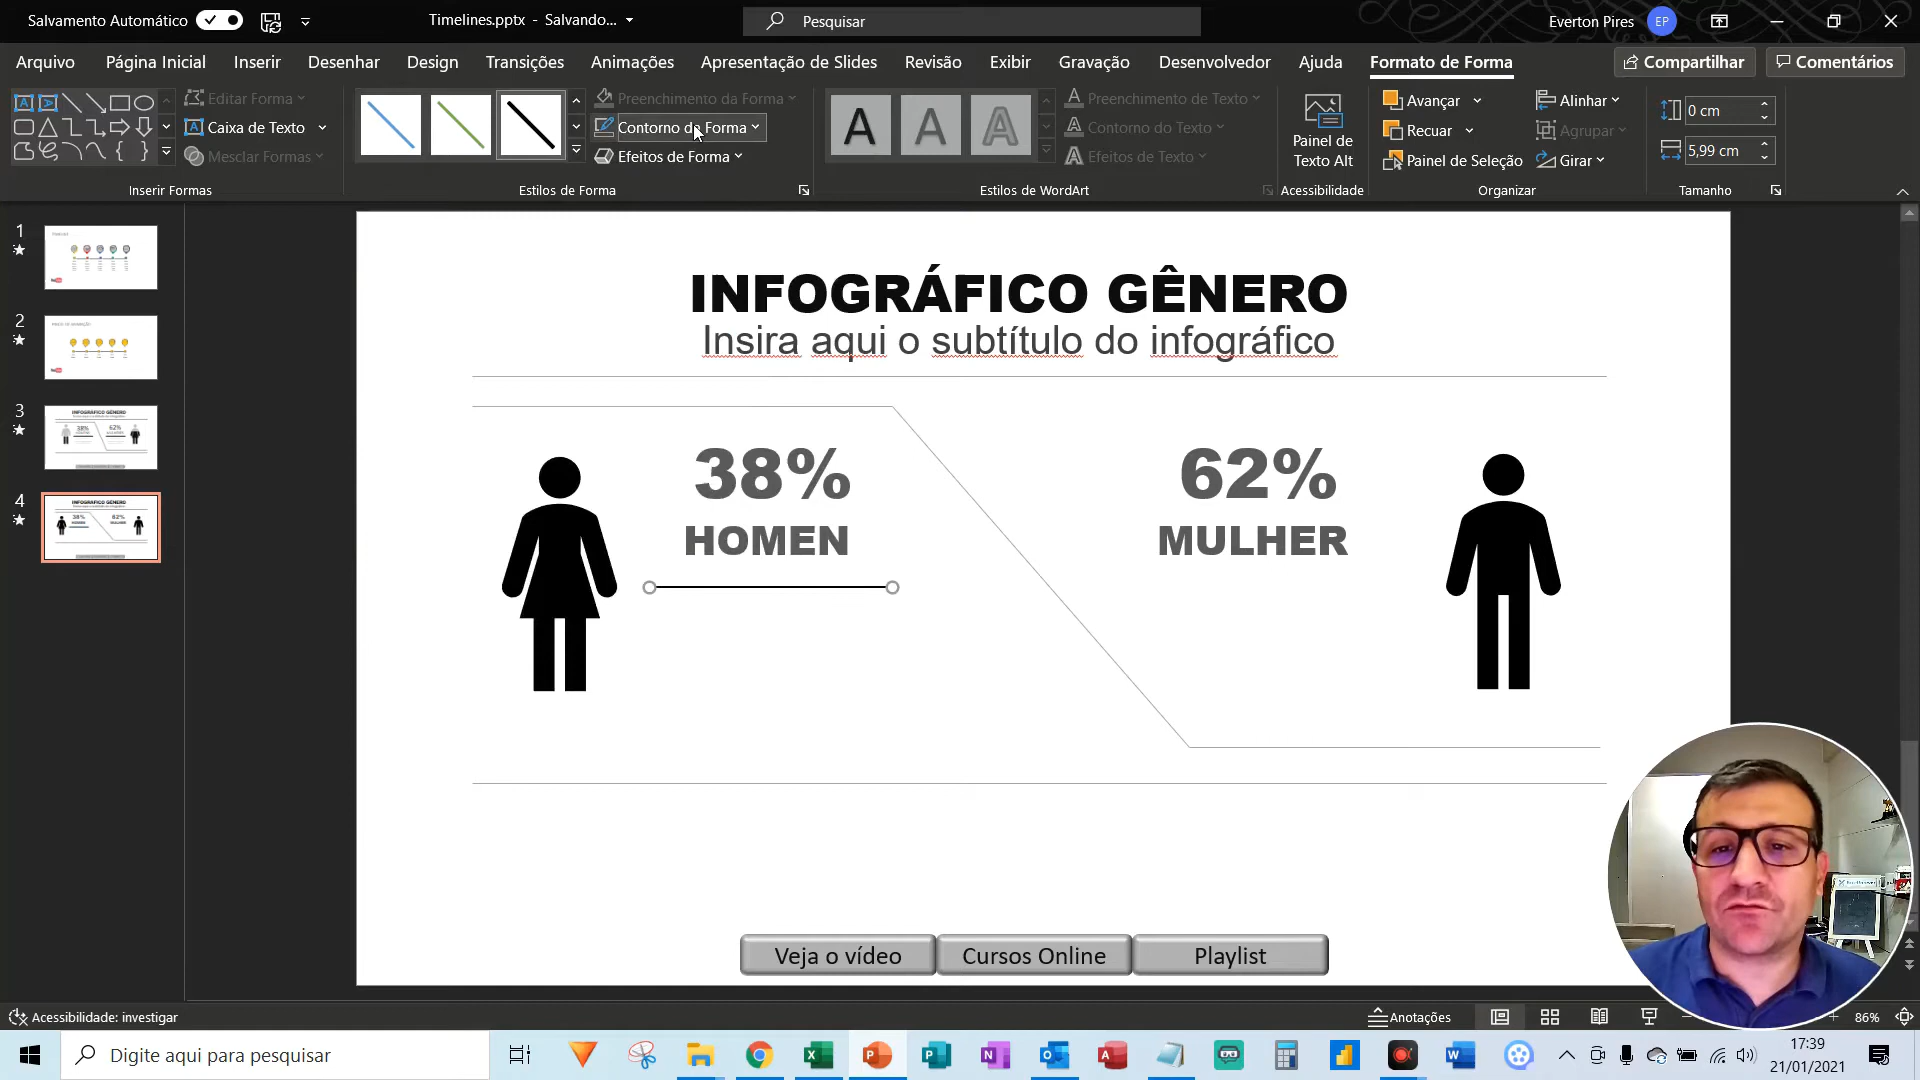 Salvamento Automático
Timelines.pptx - Salvando...
Pesquisar
Everton Pires
EP
Arquivo
Página Inicial
Inserir
Desenhar
Design
Transições
Animações
Apresentação de Slides
Revisão
Exibir
Gravação
Desenvolvedor
Ajuda
Formato de Forma
Compartilhar
Comentários
Editar Forma
Caixa de Texto
Mesclar Formas
Inserir Formas
Preenchimento da Forma
Contorno da Forma
Efeitos de Forma
Estilos de Forma
A A A
Preenchimento de Texto
Contorno do Texto
Efeitos de Texto
Estilos de WordArt
Painel de
Texto Alt
Acessibilidade
Avançar
Recuar
Painel de Seleção
Alinhar
Agrupar
Girar
Organizar
0 cm
5,99 cm
Tamanho
1
2
3
4
INFOGRÁFICO GÊNERO
Insira aqui o subtítulo do infográfico
38%
HOMEN
62%
MULHER
Veja o vídeo
Cursos Online
Playlist
Acessibilidade: investigar
Anotações
86%
Digite aqui para pesquisar
17:39
21/01/2021